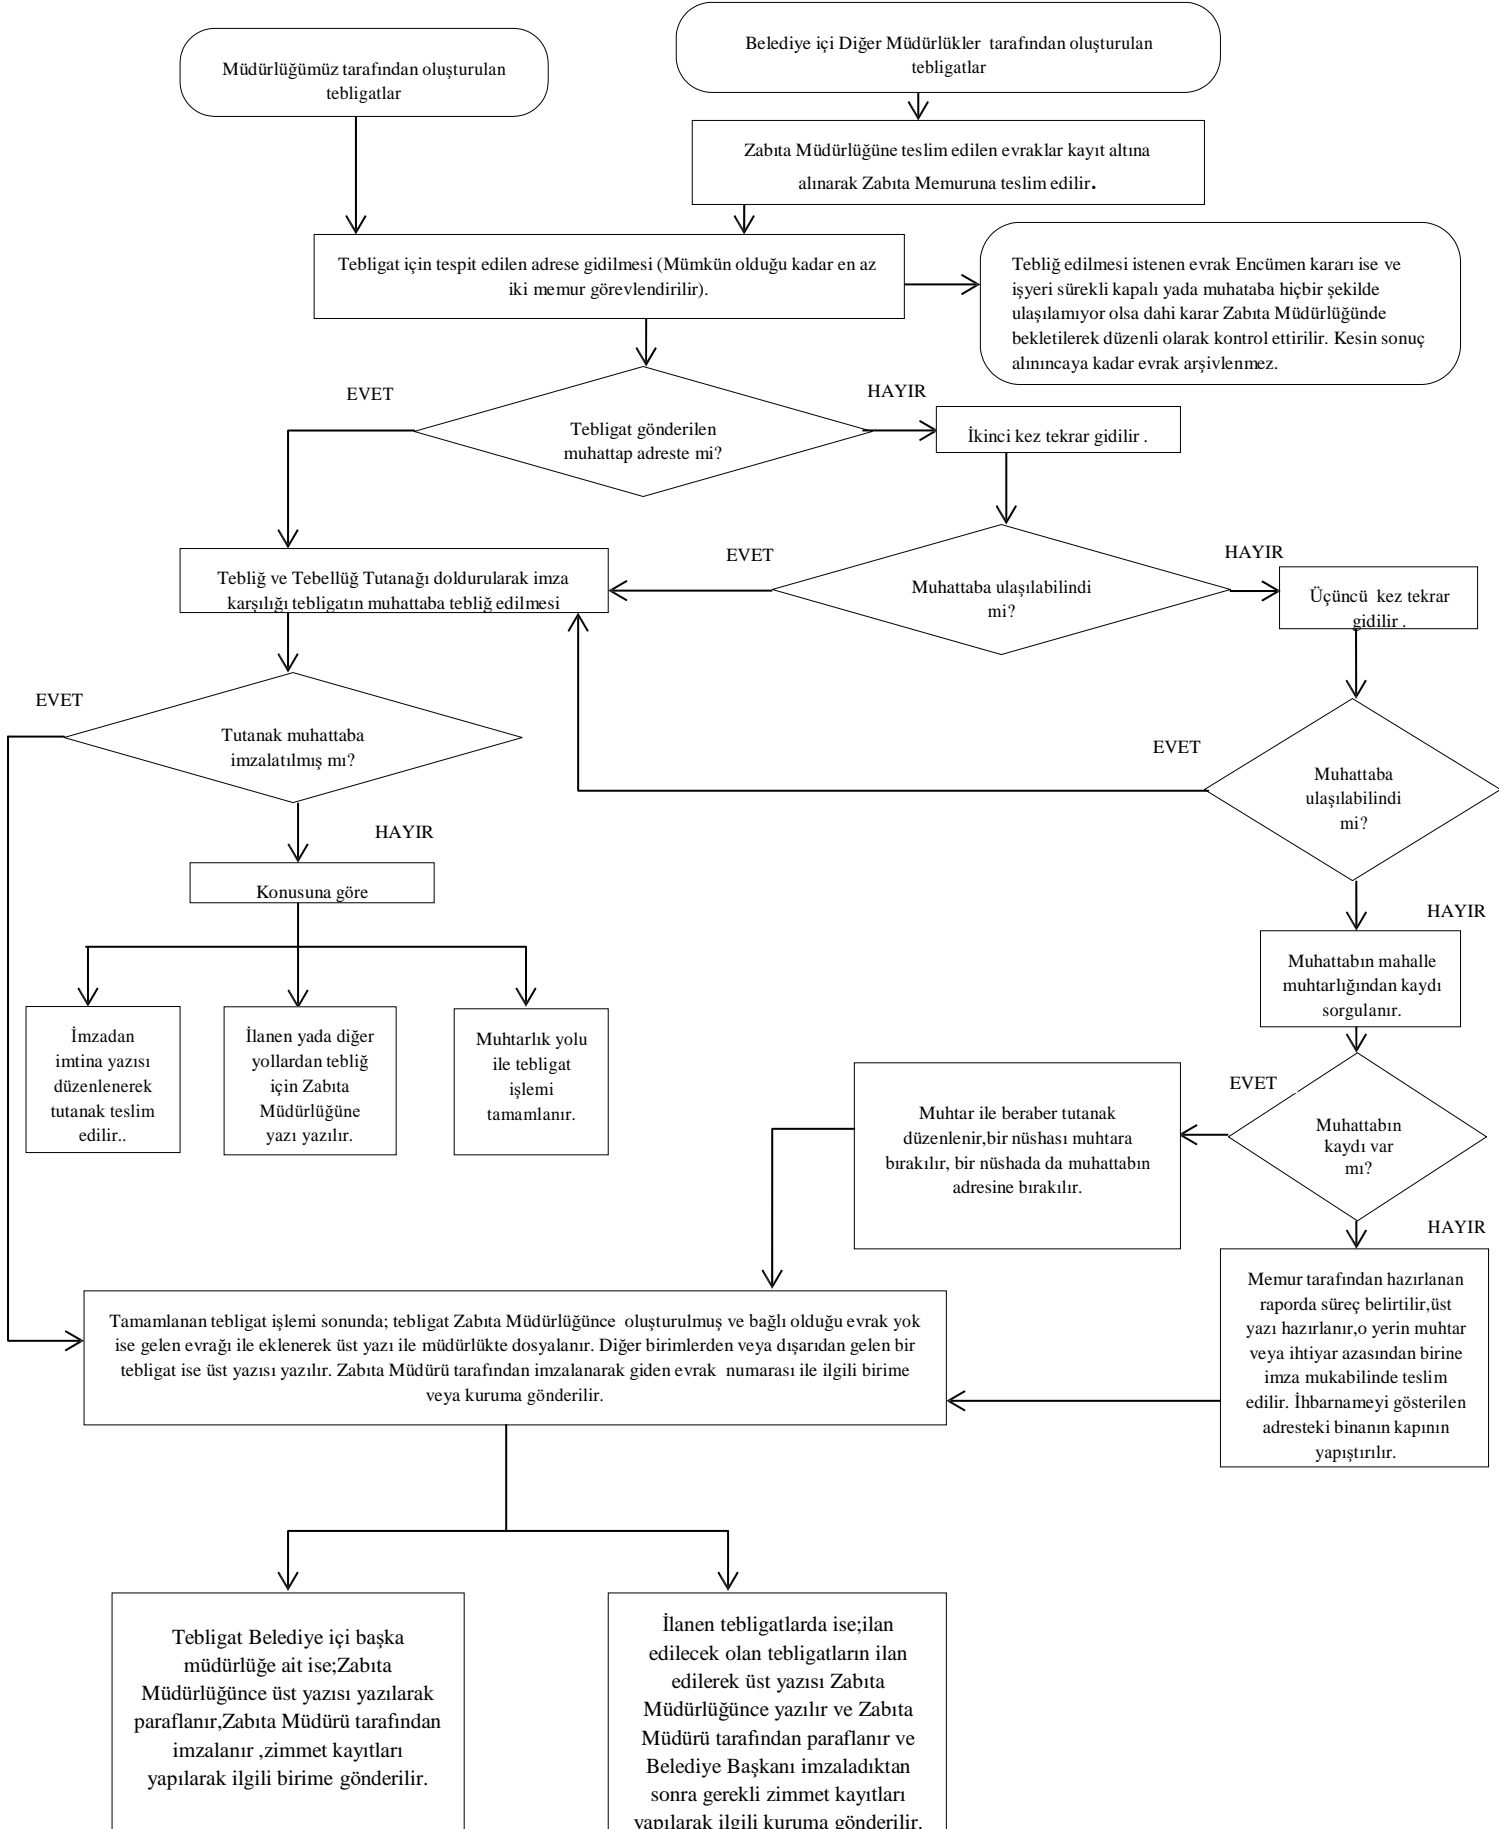 Müdürlüğümüz tarafından oluşturulan
tebligatlar
Belediye içi Diğer Müdürlükler tarafından oluşturulan
tebligatlar
Zabıta Müdürlüğüne teslim edilen evraklar kayıt altına
alınarak Zabıta Memuruna teslim edilir.
Tebligat için tespit edilen adrese gidilmesi (Mümkün olduğu kadar en az
iki memur görevlendirilir).
Tebliğ edilmesi istenen evrak Encümen kararı ise ve
işyeri sürekli kapalı yada muhataba hiçbir şekilde
ulaşılamıyor olsa dahi karar Zabıta Müdürlüğünde
bekletilerek düzenli olarak kontrol ettirilir. Kesin sonuç
alınıncaya kadar evrak arşivlenmez.
EVET
Tebligat gönderilen
muhattap adreste mi?
HAYIR
İkinci kez tekrar gidilir .
Tebliğ ve Tebellüğ Tutanağı doldurularak imza
karşılığı tebligatın muhattaba tebliğ edilmesi
EVET
Muhattaba ulaşılabilindi
mi?
HAYIR
Üçüncü kez tekrar
gidilir .
EVET
Tutanak muhattaba
imzalatılmış mı?
EVET
Muhattaba
ulaşılabilindi
mi?
HAYIR
Konusuna göre
HAYIR
Muhattabın mahalle
muhtarlığından kaydı
sorgulanır.
İmzadan
imtina yazısı
düzenlenerek
tutanak teslim
edilir..
İlanen yada diğer
yollardan tebliğ
için Zabıta
Müdürlüğüne
yazı yazılır.
Muhtarlık yolu
ile tebligat
işlemi
tamamlanır.
Muhtar ile beraber tutanak
düzenlenir,bir nüshası muhtara
bırakılır, bir nüshada da muhattabın
adresine bırakılır.
EVET
Muhattabın
kaydı var
mı?
HAYIR
Memur tarafından hazırlanan
raporda süreç belirtilir,üst
yazı hazırlanır,o yerin muhtar
veya ihtiyar azasından birine
imza mukabilinde teslim
edilir. İhbarnameyi gösterilen
adresteki binanın kapının
yapıştırılır.
Tamamlanan tebligat işlemi sonunda; tebligat Zabıta Müdürlüğünce oluşturulmuş ve bağlı olduğu evrak yok
ise gelen evrağı ile eklenerek üst yazı ile müdürlükte dosyalanır. Diğer birimlerden veya dışarıdan gelen bir
tebligat ise üst yazısı yazılır. Zabıta Müdürü tarafından imzalanarak giden evrak numarası ile ilgili birime
veya kuruma gönderilir.
Tebligat Belediye içi başka
müdürlüğe ait ise;Zabıta
Müdürlüğünce üst yazısı yazılarak
paraflanır,Zabıta Müdürü tarafından
imzalanır ,zimmet kayıtları
yapılarak ilgili birime gönderilir.
İlanen tebligatlarda ise;ilan
edilecek olan tebligatların ilan
edilerek üst yazısı Zabıta
Müdürlüğünce yazılır ve Zabıta
Müdürü tarafından paraflanır ve
Belediye Başkanı imzaladıktan
sonra gerekli zimmet kayıtları
yapılarak ilgili kuruma gönderilir.